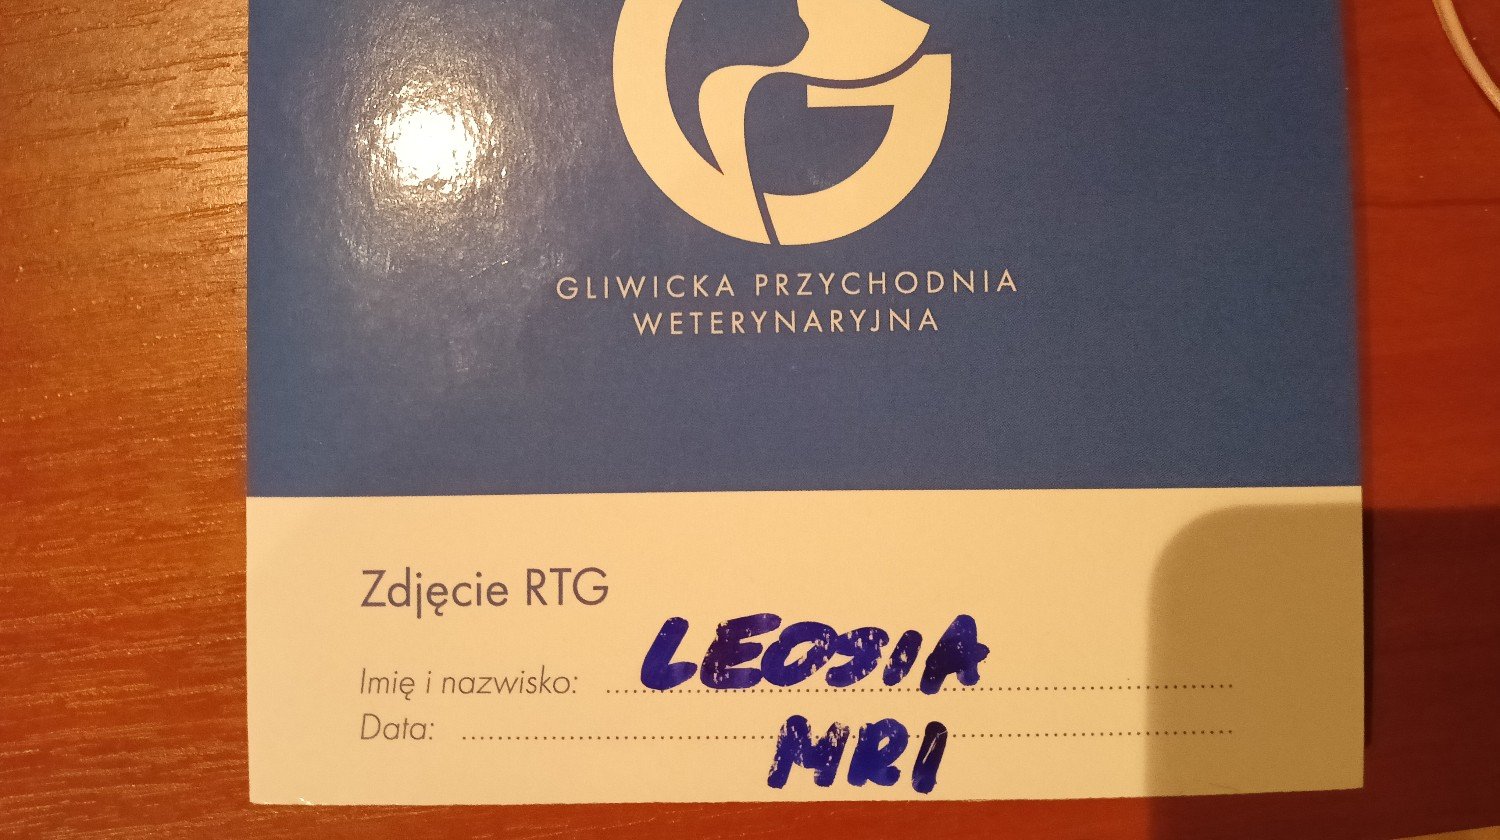 GLIWICKA PRZYCHODNIA
WETERYNARYJNA
Zdjęcie RTG
Imię i nazwisko: LEOSIA
Data: MRI